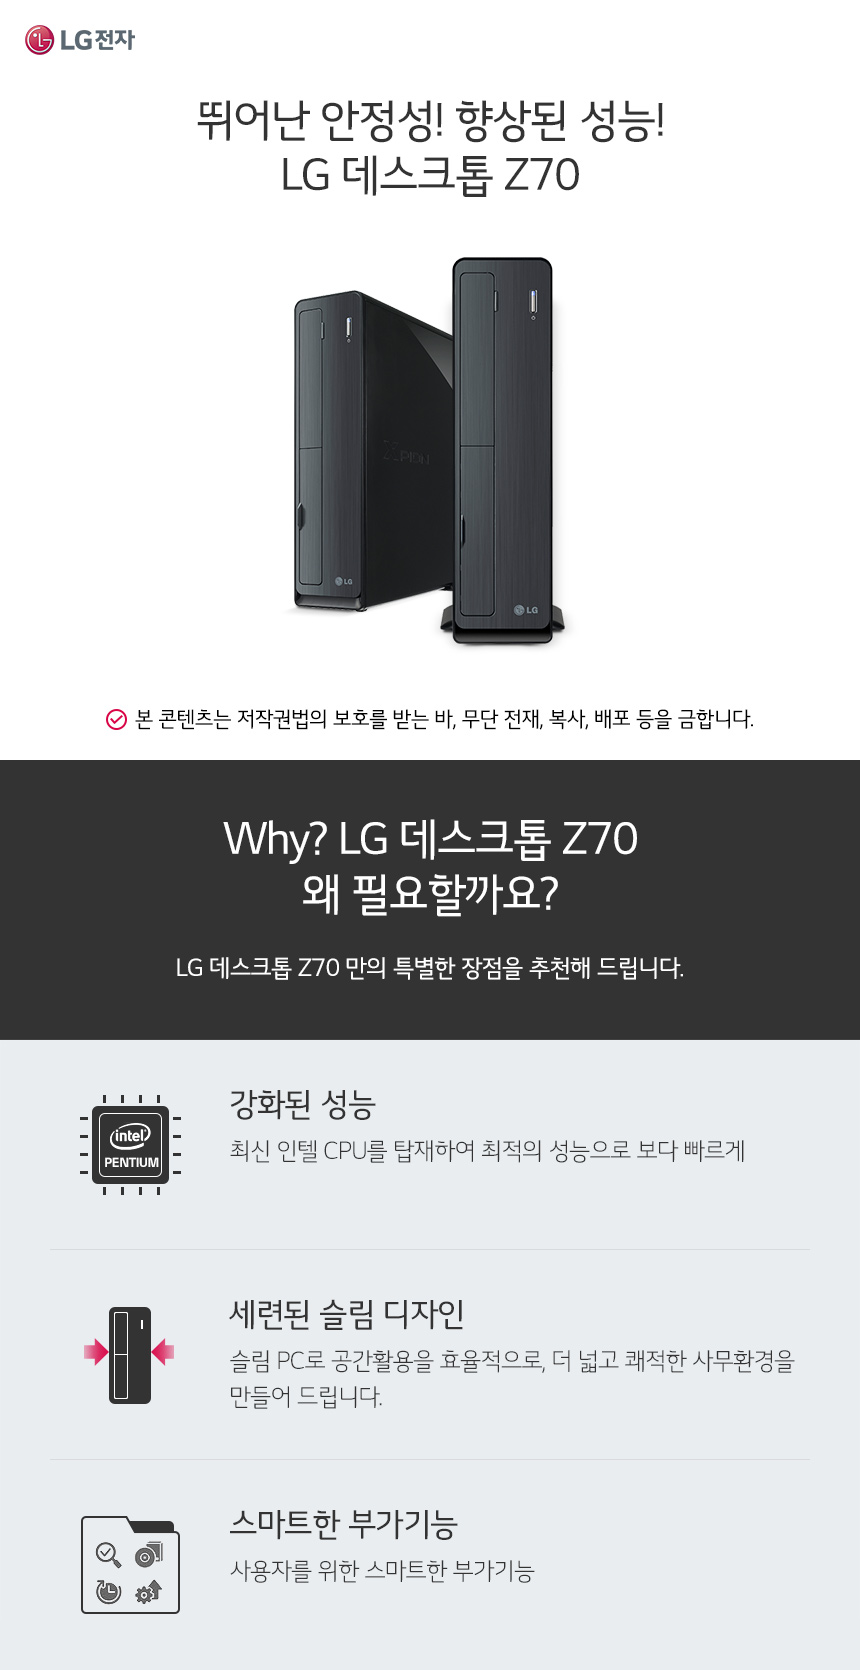 LG전자
뛰어난 안정성! 향상된 성능!
LG 데스크톱 Z70
XPION
LG
LG
본 콘텐츠는 저작권법의 보호를 받는 바, 무단 전재, 복사, 배포 등을 금합니다.
Why? LG 데스크톱 Z70
왜 필요할까요?
LG 데스크톱 Z70 만의 특별한 장점을 추천해 드립니다.
강화된 성능
최신 인텔 CPU를 탑재하여 최적의 성능으로 보다 빠르게
intel
PENTIUM
세련된 슬림 디자인
슬림 PC로 공간활용을 효율적으로, 더 넓고 쾌적한 사무환경을
만들어 드립니다.
스마트한 부가기능
사용자를 위한 스마트한 부가기능